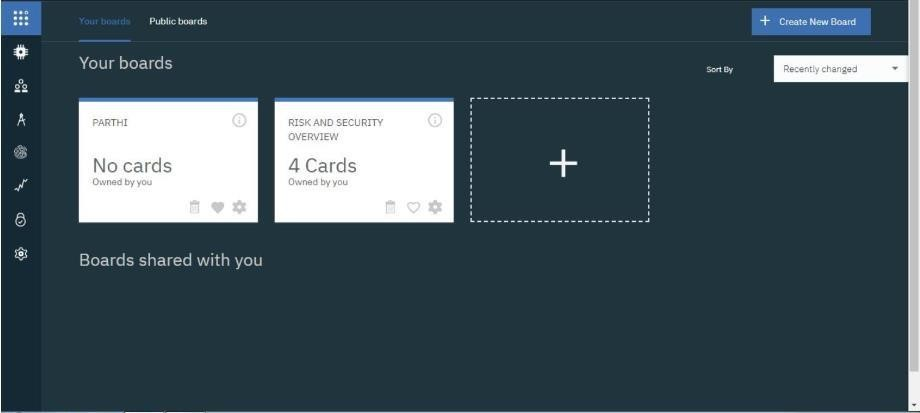 Your boards
Public boards
+ Create New Board
Your boards
Sort By
Recently changed
PARTHI
No cards
Owned by you
RISK AND SECURITY
OVERVIEW
4 Cards
Owned by you
Boards shared with you